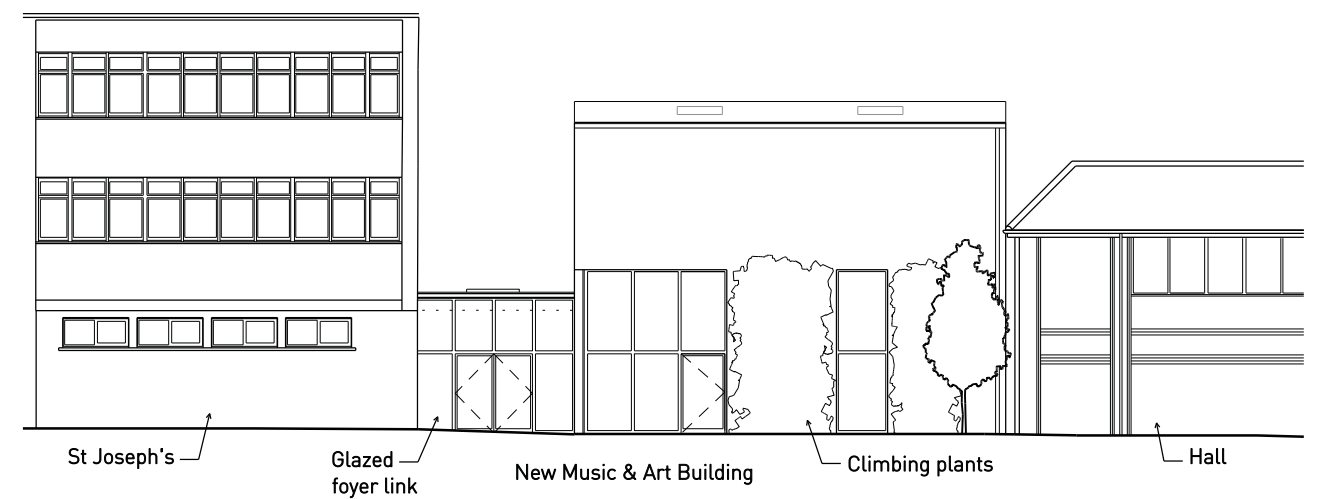 St Joseph's
Glazed
foyer link
New Music & Art Building
Climbing plants
Hall